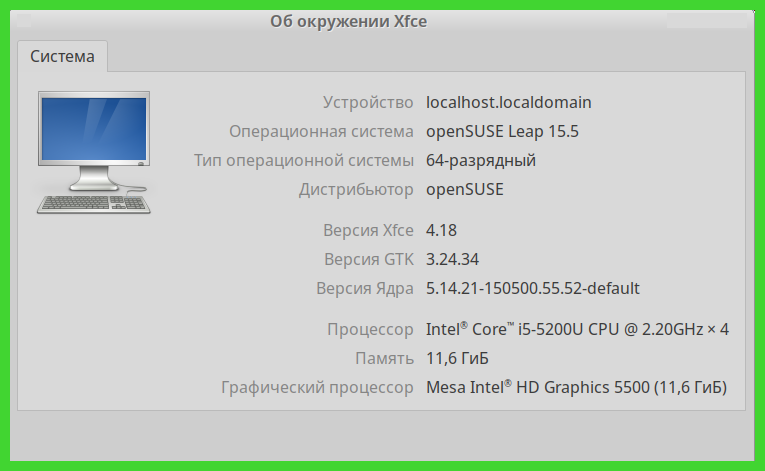 Об окружении Xfce
Система
Устройство localhost.localdomain
Операционная система openSUSE Leap 15.5
Тип операционной системы 64-разрядный
Дистрибьютор openSUSE
Версия Xfce 4.18
Версия GTK 3.24.34
Версия Ядра 5.14.21-150500.55.52-default
Процессор Intel® Core™ i5-5200U CPU @ 2.20GHz × 4
Память 11,6 ГиБ
Графический процессор Mesa Intel® HD Graphics 5500 (11,6 ГиБ)